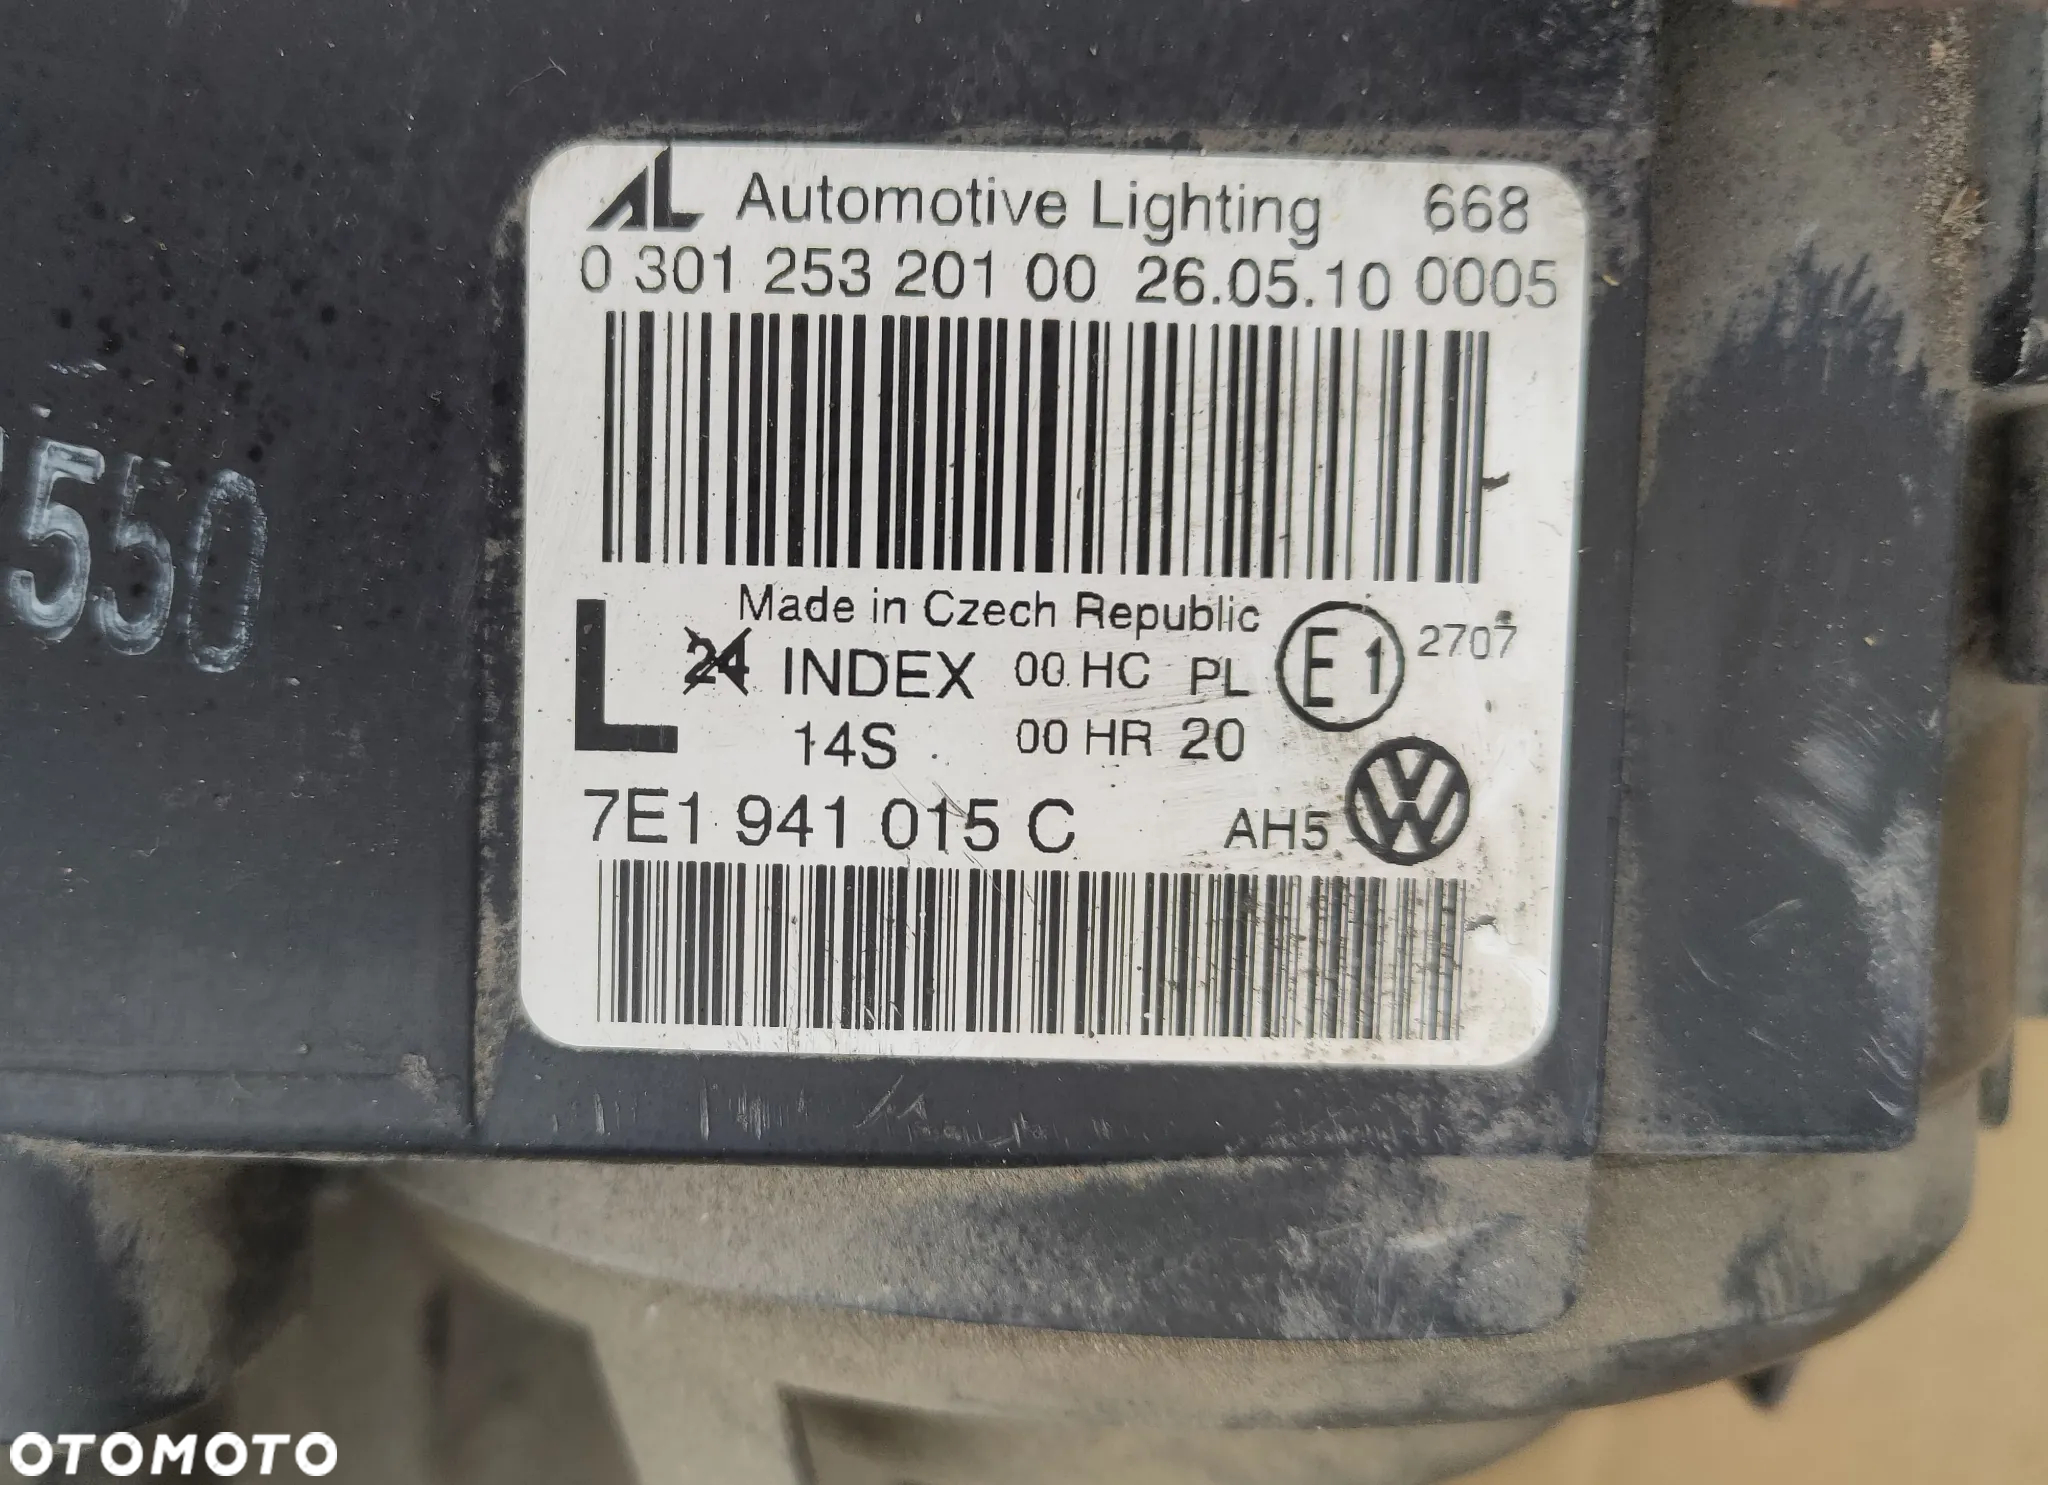 AL Automotive Lighting 668
0 301 253 201 00 26.05.10 0005
Made in Czech Republic
L 24 INDEX 00 HC PL E1 2707
14S 00 HR 20
7E1 941 015 C AH5
550
OTOMOTO